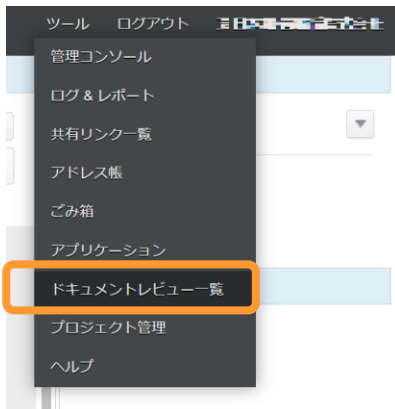 ツール ログアウト
管理コンソール
ログ & レポート
共有リンク一覧
アドレス帳
ごみ箱
アプリケーション
ドキュメントレビュー一覧
プロジェクト管理
ヘルプ